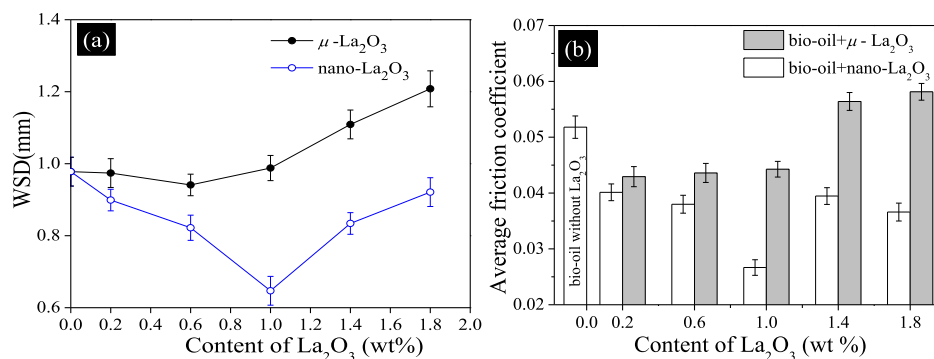 (a)
μ-La₂O₃
nano-La₂O₃
WSD(mm)
1.4
1.2
1.0
0.8
0.6
0.0 0.2 0.4 0.6 0.8 1.0 1.2 1.4 1.6 1.8 2.0
Content of La₂O₃ (wt%)
(b)
bio-oil+μ- La₂O₃
bio-oil+nano-La₂O₃
Average friction coefficient
0.07
0.06
0.05
0.04
0.03
0.02
bio-oil without La₂O₃
0.0 0.2 0.6 1.0 1.4 1.8
Content of La₂O₃ (wt %)